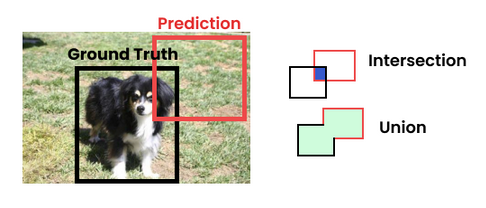 Prediction
Ground Truth
Intersection
Union